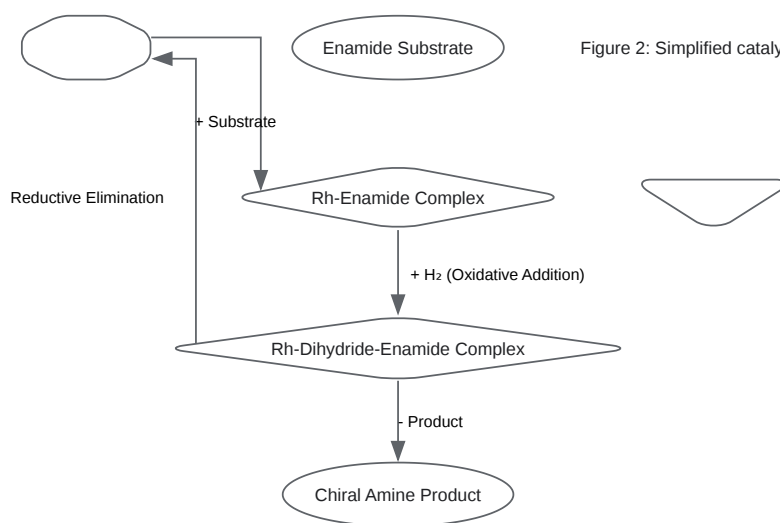 Enamide Substrate
Figure 2: Simplified cataly
+ Substrate
Reductive Elimination
Rh-Enamide Complex
+ H₂ (Oxidative Addition)
Rh-Dihydride-Enamide Complex
- Product
Chiral Amine Product